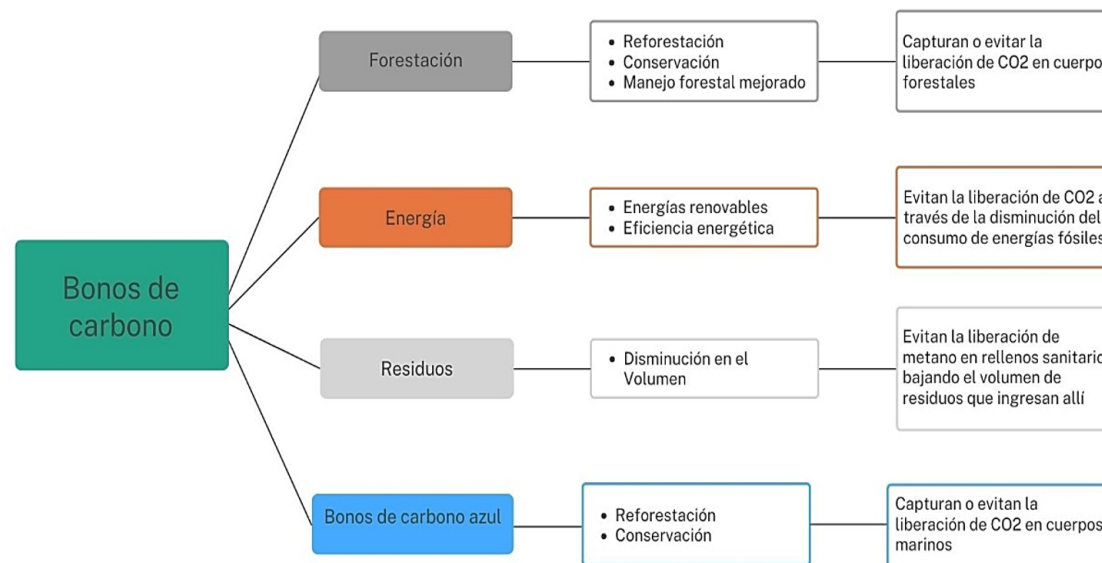 Bonos de
carbono
Forestación
• Reforestación
• Conservación
• Manejo forestal mejorado
Capturan o evitar la
liberación de CO2 en cuerpo
forestales
Energía
• Energías renovables
• Eficiencia energética
Evitan la liberación de CO2 a
través de la disminución del
consumo de energías fósiles
Residuos
• Disminución en el
Volumen
Evitan la liberación de
metano en rellenos sanitario
bajando el volumen de
residuos que ingresan allí
Bonos de carbono azul
• Reforestación
• Conservación
Capturan o evitan la
liberación de CO2 en cuerpos
marinos